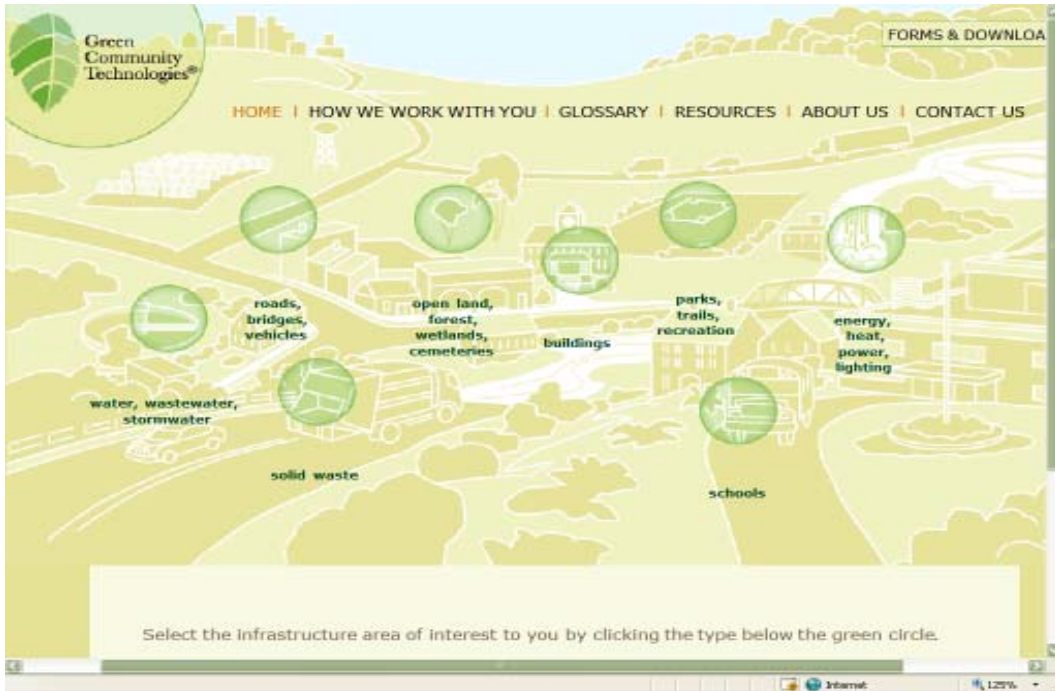 Green
Community
Technologies®
FORMS & DOWNLOA
HOME | HOW WE WORK WITH YOU | GLOSSARY | RESOURCES | ABOUT US | CONTACT US
roads,
bridges,
vehicles
open land,
forest,
wetlands,
cemeteries
buildings
parks,
trails,
recreation
energy,
heat,
power,
lighting
water, wastewater,
stormwater
solid waste
schools
Select the infrastructure area of interest to you by clicking the type below the green circle.
Internet
125%